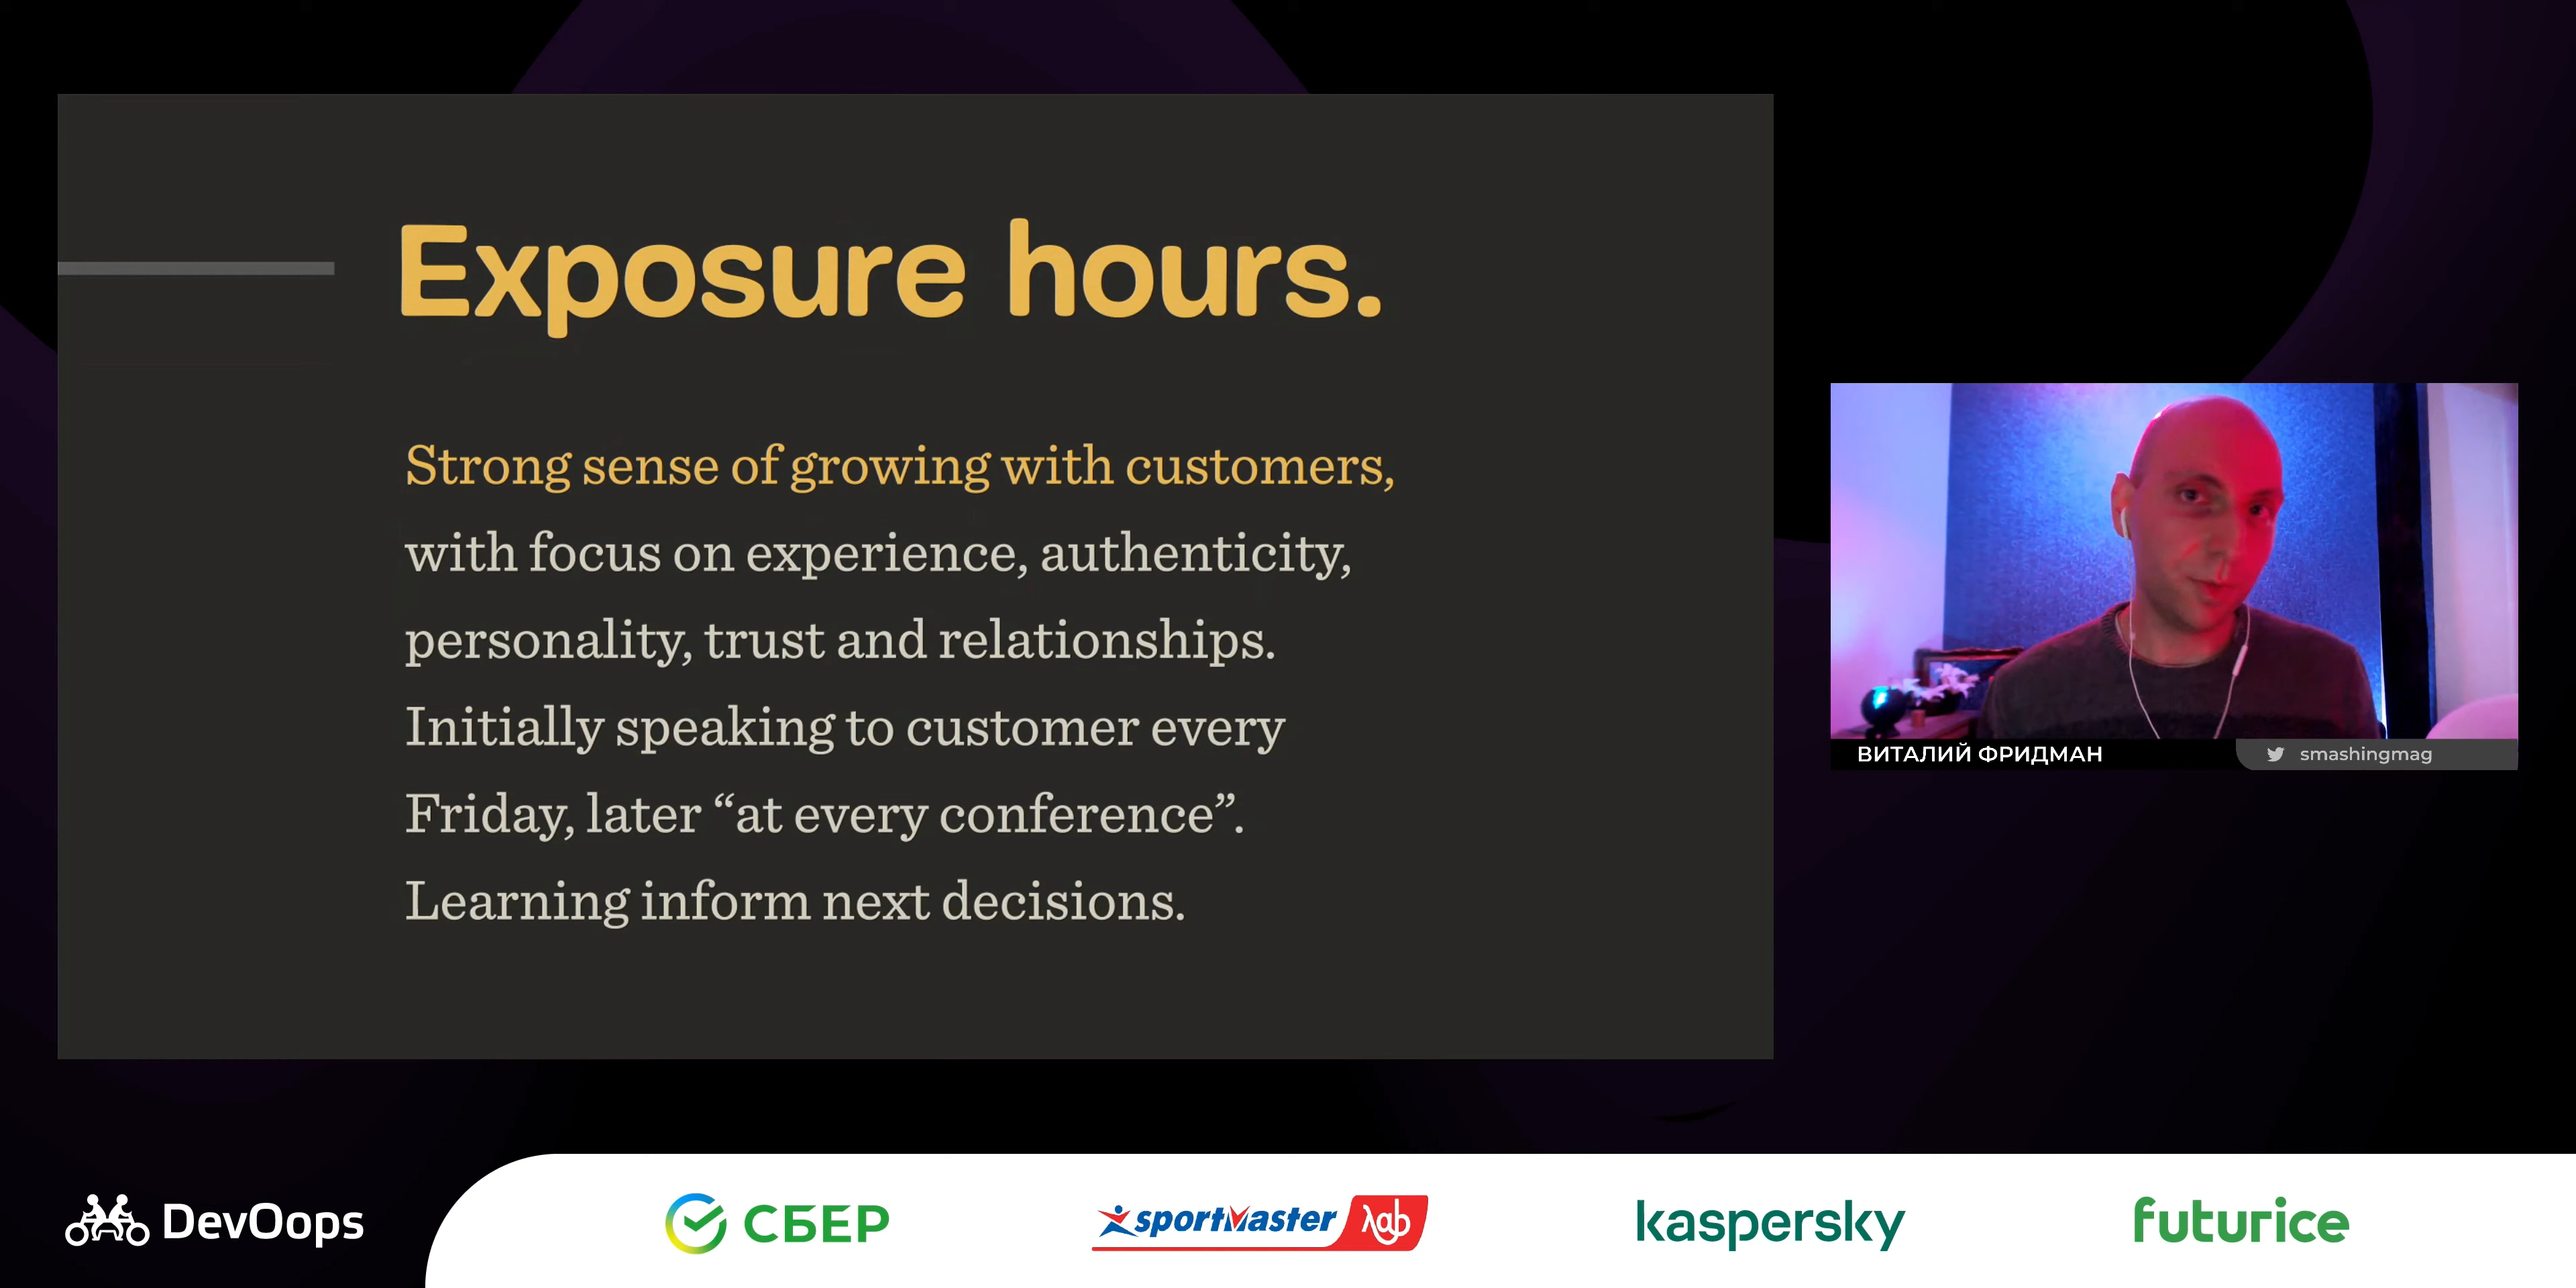 Exposure hours.
Strong sense of growing with customers,
with focus on experience, authenticity,
personality, trust and relationships.
Initially speaking to customer every
Friday, later “at every conference”.
Learning inform next decisions.
ВИТАЛИЙ ФРИДМАН
smashingmag
DevOops
СБЕР
sportmaster лab
kaspersky
futurice